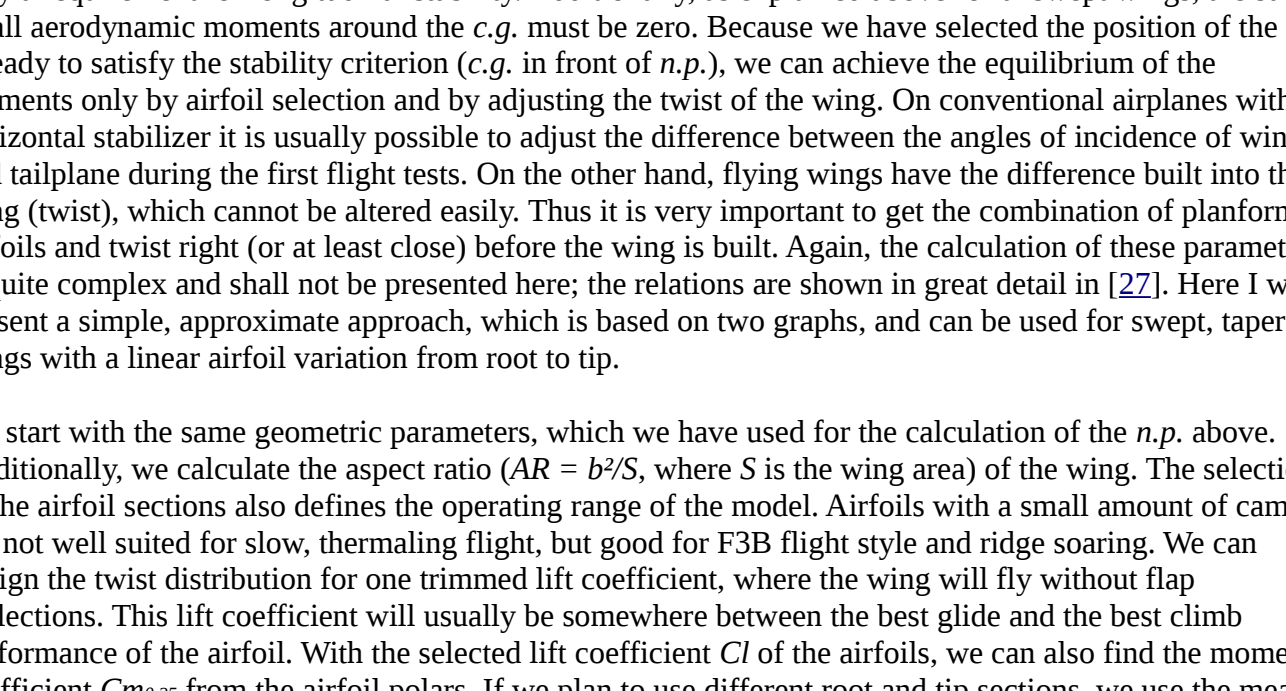 all aerodynamic moments around the c.g. must be zero. Because we have selected the position of the
eady to satisfy the stability criterion (c.g. in front of n.p.), we can achieve the equilibrium of the
ments only by airfoil selection and by adjusting the twist of the wing. On conventional airplanes with
izontal stabilizer it is usually possible to adjust the difference between the angles of incidence of win
tailplane during the first flight tests. On the other hand, flying wings have the difference built into th
ng (twist), which cannot be altered easily. Thus it is very important to get the combination of planform
foils and twist right (or at least close) before the wing is built. Again, the calculation of these paramet
quite complex and shall not be presented here; the relations are shown in great detail in [27]. Here I w
sent a simple, approximate approach, which is based on two graphs, and can be used for swept, taper
ngs with a linear airfoil variation from root to tip.
start with the same geometric parameters, which we have used for the calculation of the n.p. above.
ditionally, we calculate the aspect ratio (AR = b²/S, where S is the wing area) of the wing. The selecti
he airfoil sections also defines the operating range of the model. Airfoils with a small amount of cam
not well suited for slow, thermaling flight, but good for F3B flight style and ridge soaring. We can
ign the twist distribution for one trimmed lift coefficient, where the wing will fly without flap
lections. This lift coefficient will usually be somewhere between the best glide and the best climb
formance of the airfoil. With the selected lift coefficient Cl of the airfoils, we can also find the mome
fficient Cm0.25 from the airfoil polars. If we plan to use different root and tip sections, we use the me